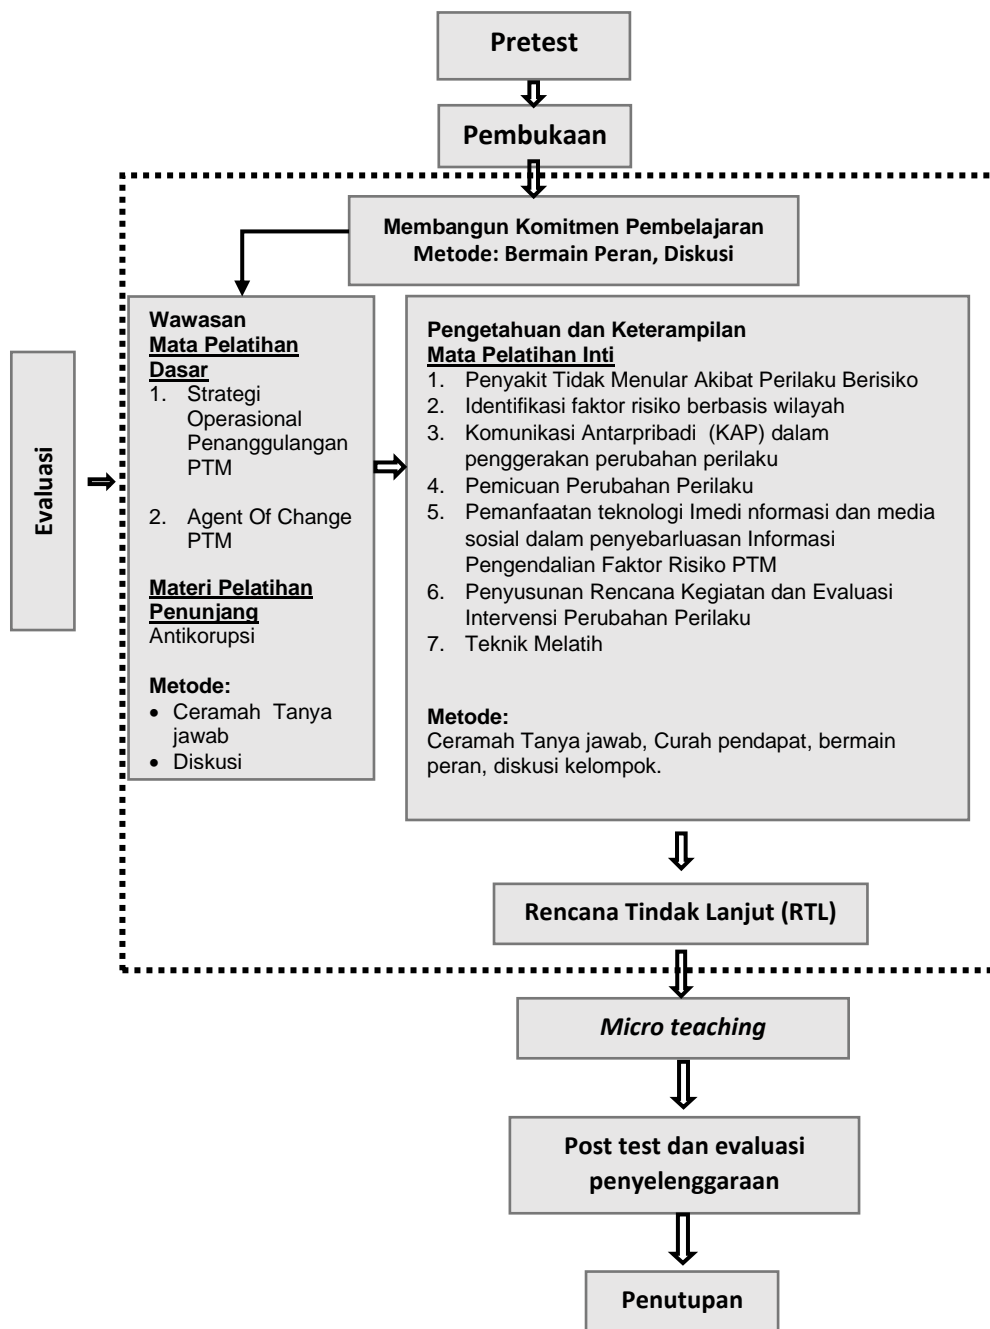 Pretest
Pembukaan
Membangun Komitmen Pembelajaran
Metode: Bermain Peran, Diskusi
Evaluasi
Wawasan
Mata Pelatihan
Dasar
1. Strategi
Operasional
Penanggulangan
PTM
2. Agent Of Change
PTM
Materi Pelatihan
Penunjang
Antikorupsi
Metode:
• Ceramah Tanya
jawab
• Diskusi
Pengetahuan dan Keterampilan
Mata Pelatihan Inti
1. Penyakit Tidak Menular Akibat Perilaku Berisiko
2. Identifikasi faktor risiko berbasis wilayah
3. Komunikasi Antarpribadi (KAP) dalam
penggerakan perubahan perilaku
4. Pemicuan Perubahan Perilaku
5. Pemanfaatan teknologi Imedi nformasi dan media
sosial dalam penyebarluasan Informasi
Pengendalian Faktor Risiko PTM
6. Penyusunan Rencana Kegiatan dan Evaluasi
Intervensi Perubahan Perilaku
7. Teknik Melatih
Metode:
Ceramah Tanya jawab, Curah pendapat, bermain
peran, diskusi kelompok.
Rencana Tindak Lanjut (RTL)
Micro teaching
Post test dan evaluasi
penyelenggaraan
Penutupan